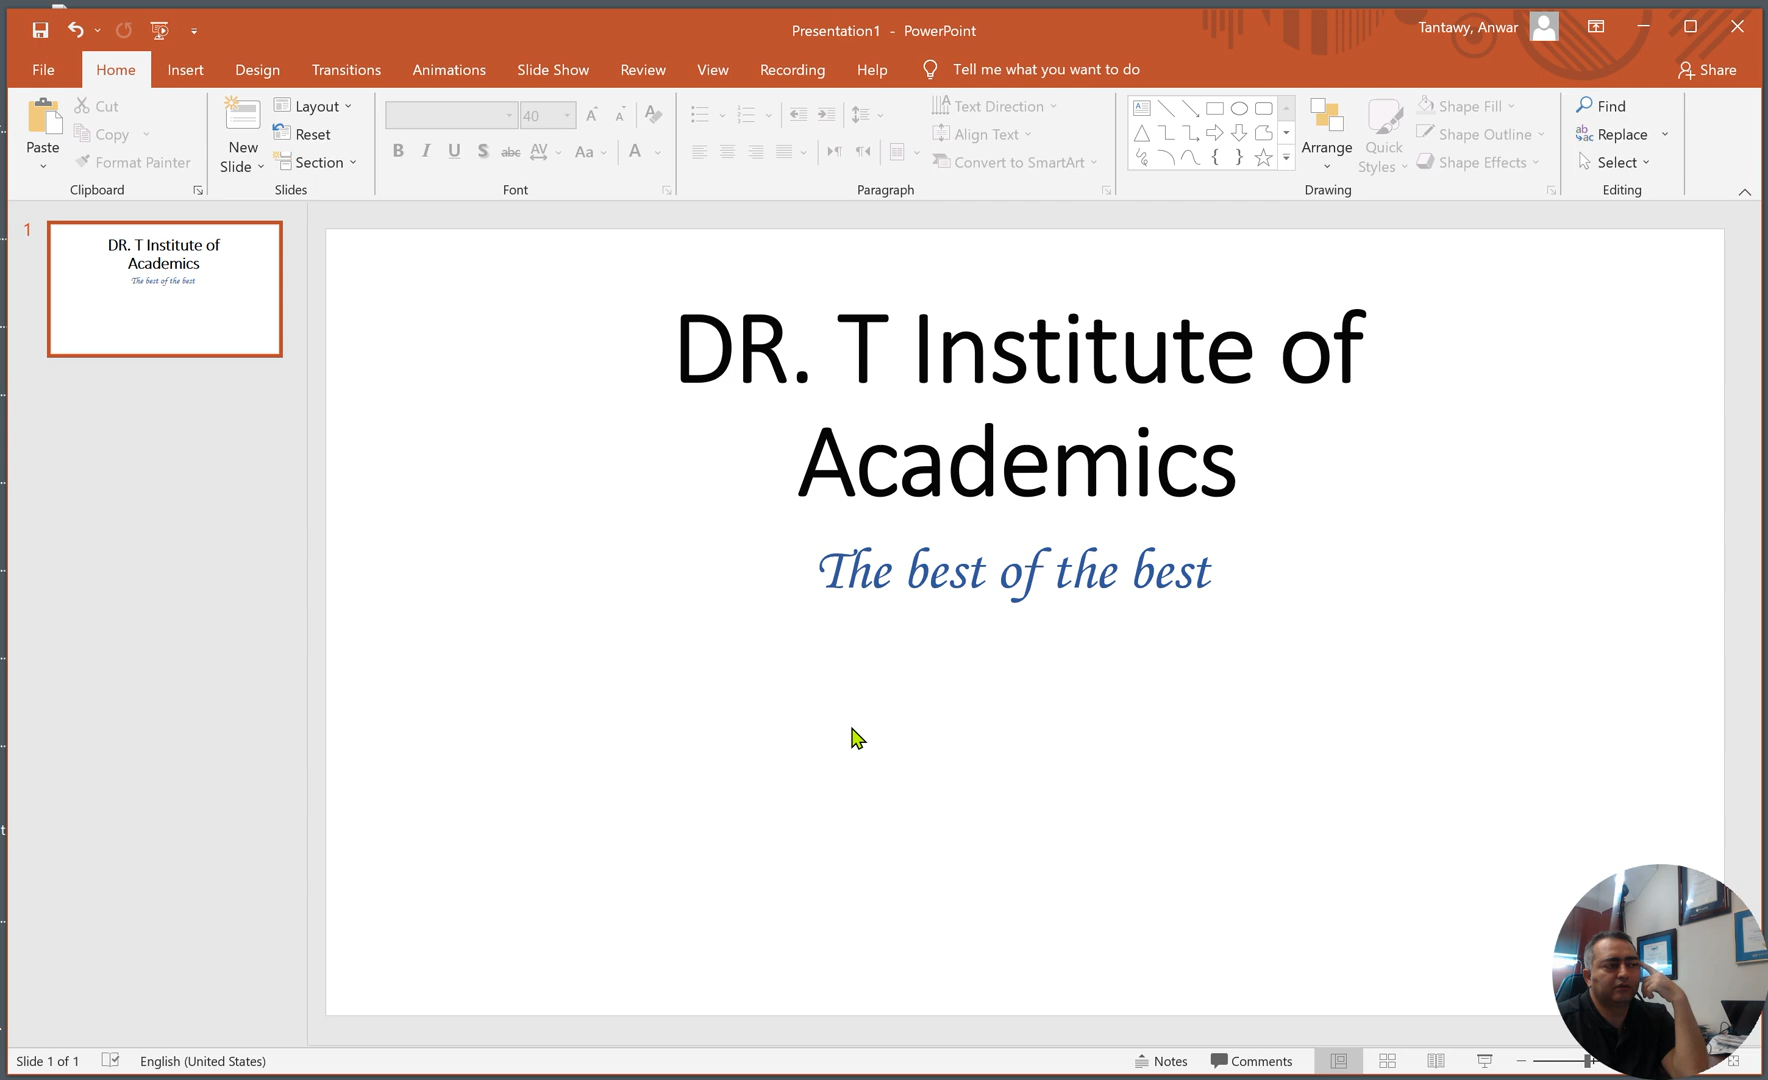 Presentation1 - PowerPoint
Tantawy, Anwar
File Home Insert Design Transitions Animations Slide Show Review View Recording Help Tell me what you want to do Share
Paste
Cut
Copy
Format Painter
Clipboard
New Slide
Layout
Reset
Section
Slides
40
B I U S abc AV Aa A
Font
Text Direction
Align Text
Convert to SmartArt
Paragraph
Arrange
Quick Styles
Shape Fill
Shape Outline
Shape Effects
Drawing
Find
Replace
Select
Editing
1
DR. T Institute of
Academics
The best of the best
DR. T Institute of
Academics
The best of the best
Slide 1 of 1 English (United States) Notes Comments